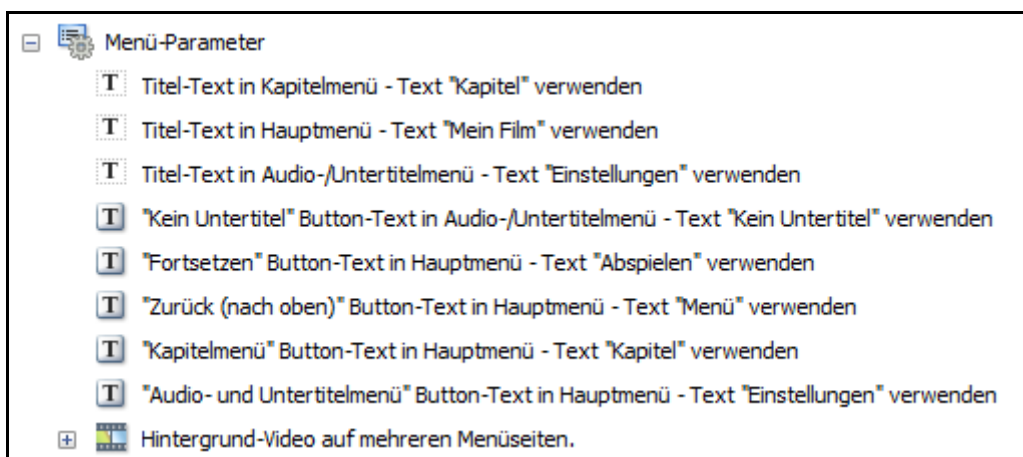 Menü-Parameter
Titel-Text in Kapitelmenü - Text "Kapitel" verwenden
Titel-Text in Hauptmenü - Text "Mein Film" verwenden
Titel-Text in Audio-/Untertitelmenü - Text "Einstellungen" verwenden
"Kein Untertitel" Button-Text in Audio-/Untertitelmenü - Text "Kein Untertitel" verwenden
"Fortsetzen" Button-Text in Hauptmenü - Text "Abspielen" verwenden
"Zurück (nach oben)" Button-Text in Hauptmenü - Text "Menü" verwenden
"Kapitelmenü" Button-Text in Hauptmenü - Text "Kapitel" verwenden
"Audio- und Untertitelmenü" Button-Text in Hauptmenü - Text "Einstellungen" verwenden
Hintergrund-Video auf mehreren Menüseiten.